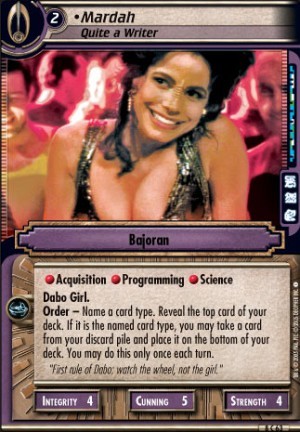 2
•Mardah
Quite a Writer
Bajoran
Acquisition Programming Science
Dabo Girl.
Order – Name a card type. Reveal the top card of your
deck. If it is the named card type, you may take a card
from your discard pile and place it on the bottom of
your deck. You may do this only once each turn.
"First rule of Dabo: watch the wheel, not the girl."
INTEGRITY 4 CUNNING 5 STRENGTH 4